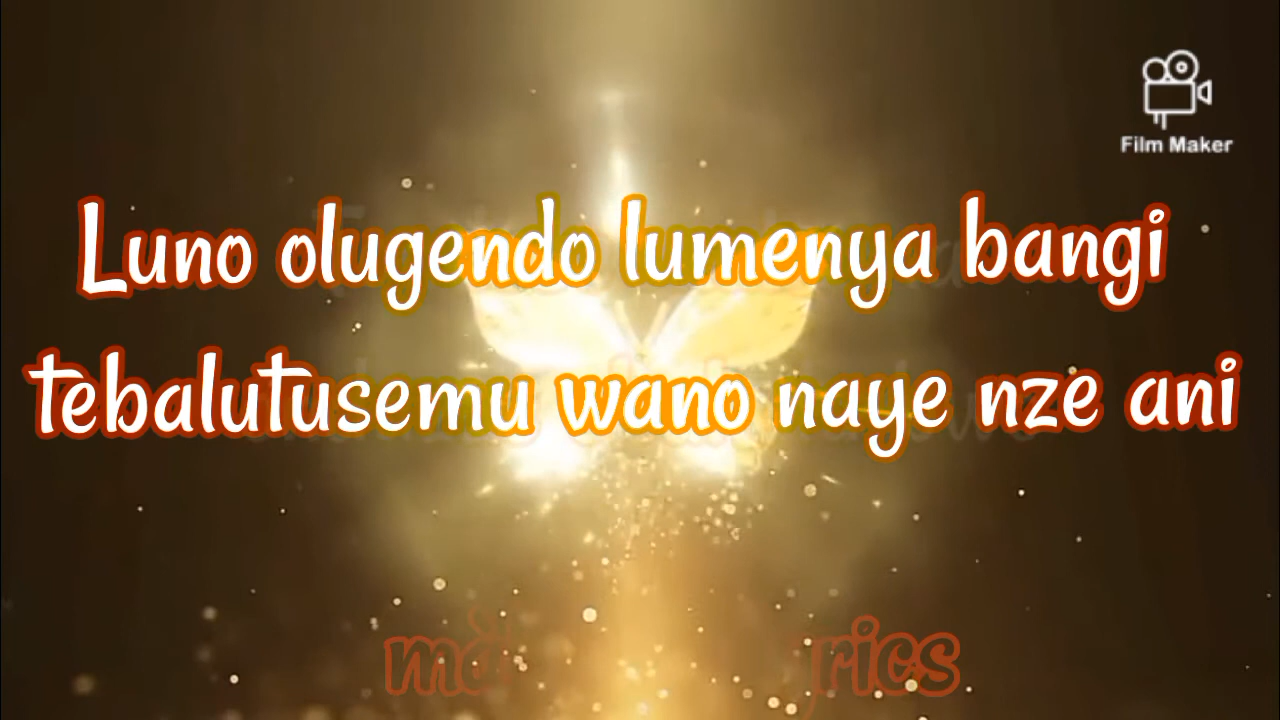 Film Maker
Luno olugendo lumenya bangi
tebalutusemu wano naye nze ani